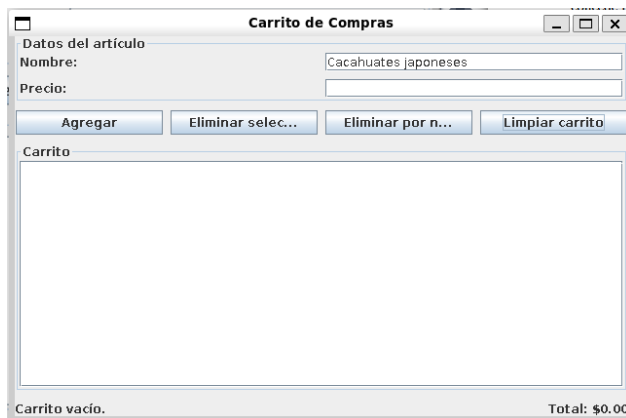 Carrito de Compras
Datos del artículo
Nombre: Cacahuates japoneses
Precio:
Agregar Eliminar selec... Eliminar por n... Limpiar carrito
Carrito
Carrito vacío. Total: $0.00